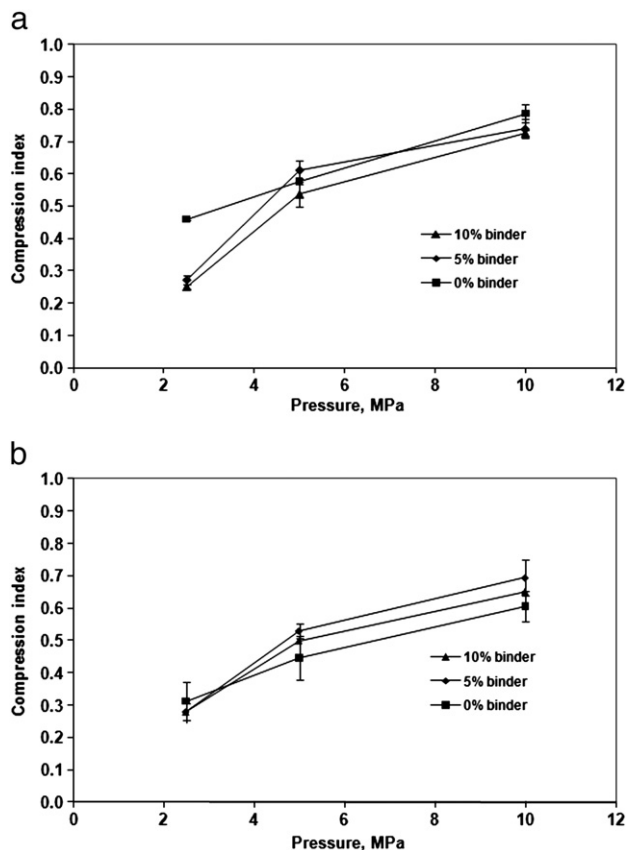 a
1.0
0.9
0.8
0.7
0.6
0.5
0.4
0.3
0.2
0.1
0.0
Compression index
10% binder
5% binder
0% binder
0 2 4 6 8 10 12
Pressure, MPa
b
1.0
0.9
0.8
0.7
0.6
0.5
0.4
0.3
0.2
0.1
0.0
Compression index
10% binder
5% binder
0% binder
0 2 4 6 8 10 12
Pressure, MPa